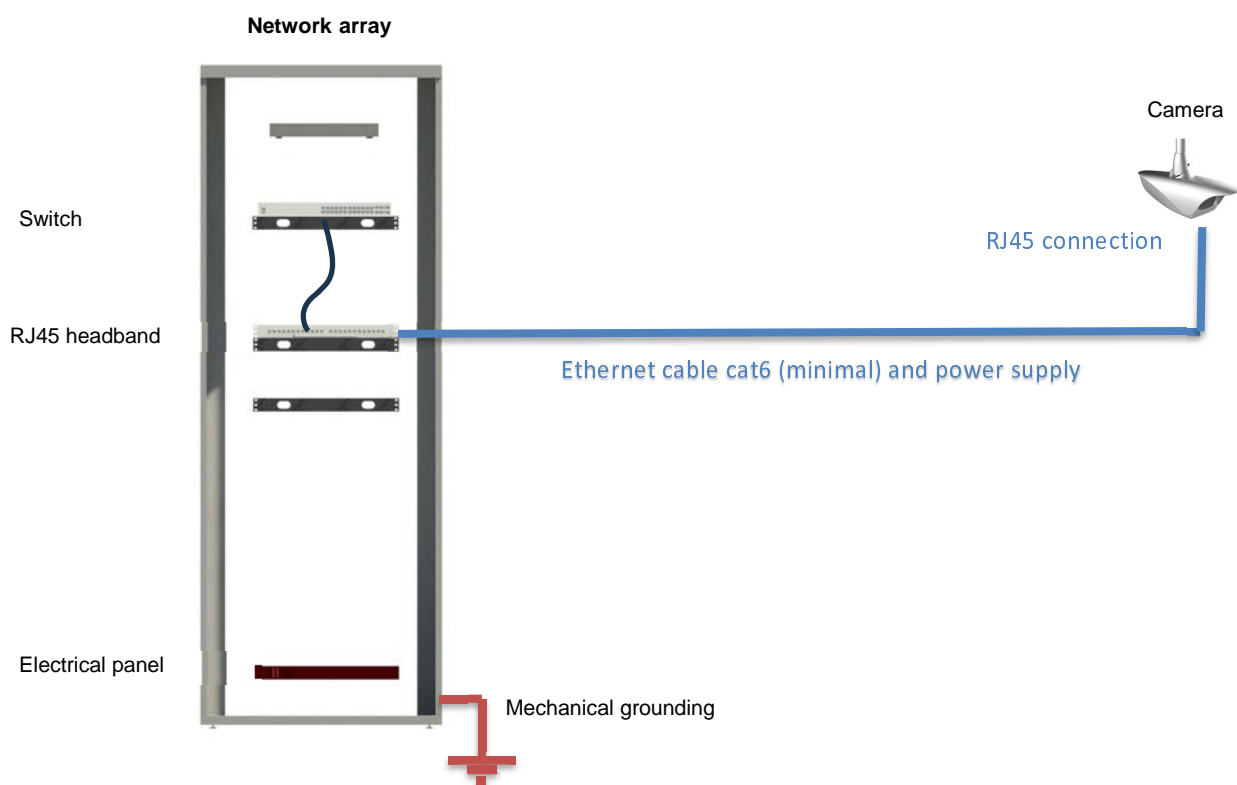 Network array
Camera
Switch
RJ45 connection
RJ45 headband
Ethernet cable cat6 (minimal) and power supply
Electrical panel
Mechanical grounding